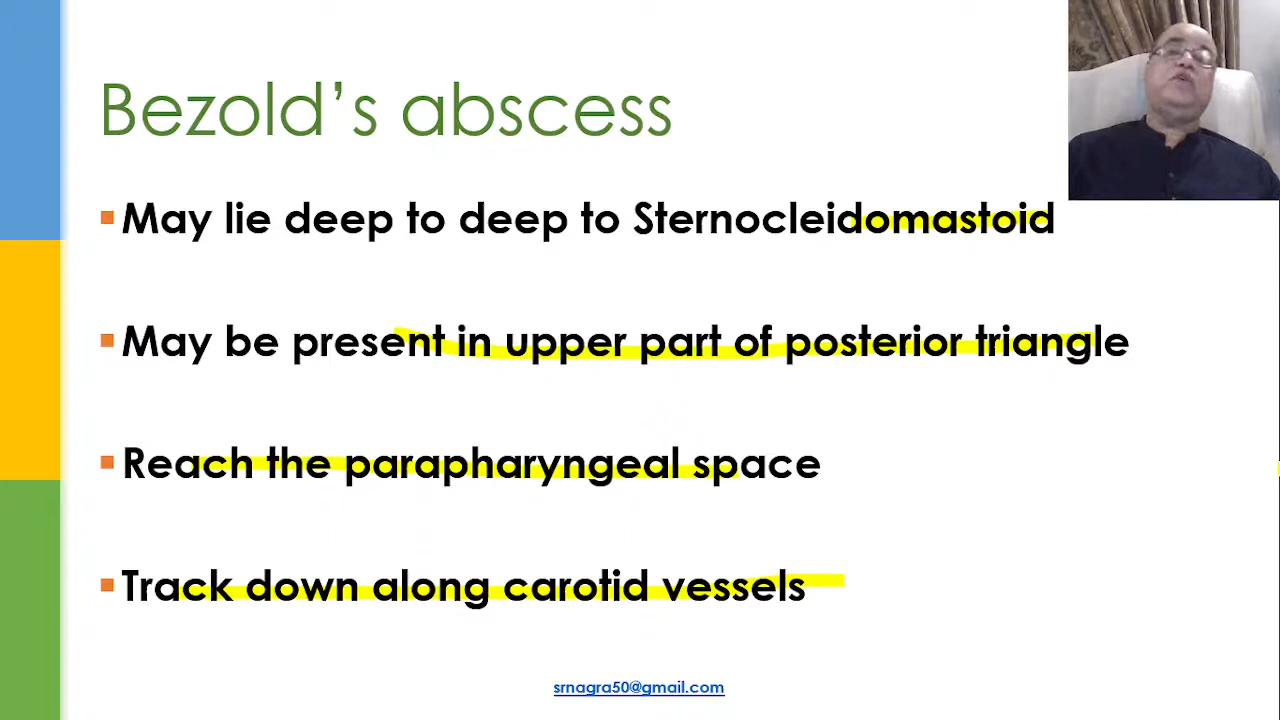 Bezold's abscess
May lie deep to deep to Sternocleidomastoid
May be present in upper part of posterior triangle
Reach the parapharyngeal space
Track down along carotid vessels
srnagra50@gmail.com